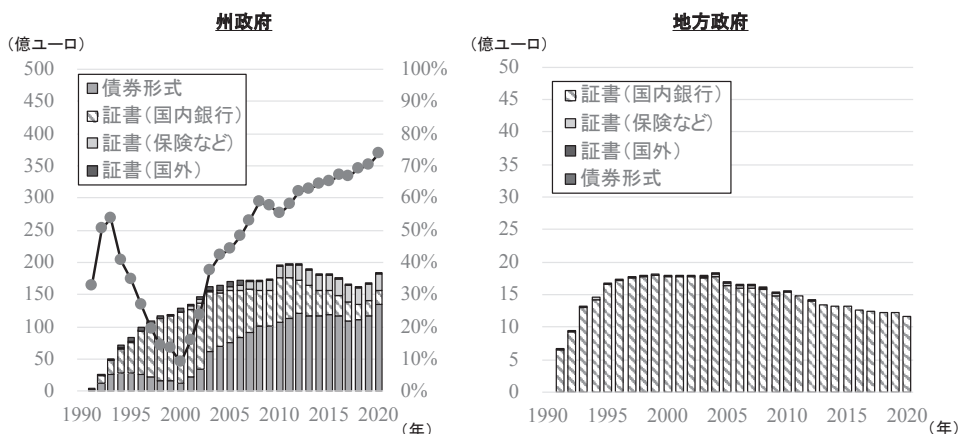 州政府
(億ユーロ)
500
450
400
350
300
250
200
150
100
50
0
100%
90%
80%
70%
60%
50%
40%
30%
20%
10%
0%
債券形式
証書(国内銀行)
証書(保険など)
証書(国外)
1990 1995 2000 2005 2010 2015 2020
(年)
地方政府
(億ユーロ)
50
45
40
35
30
25
20
15
10
5
0
証書(国内銀行)
証書(保険など)
証書(国外)
債券形式
1990 1995 2000 2005 2010 2015 2020
(年)